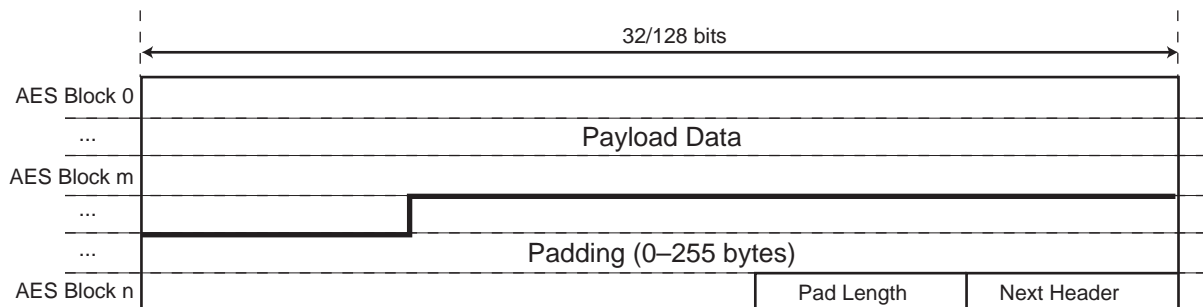 32/128 bits
AES Block 0
... Payload Data
AES Block m
...
... Padding (0–255 bytes)
AES Block n Pad Length Next Header